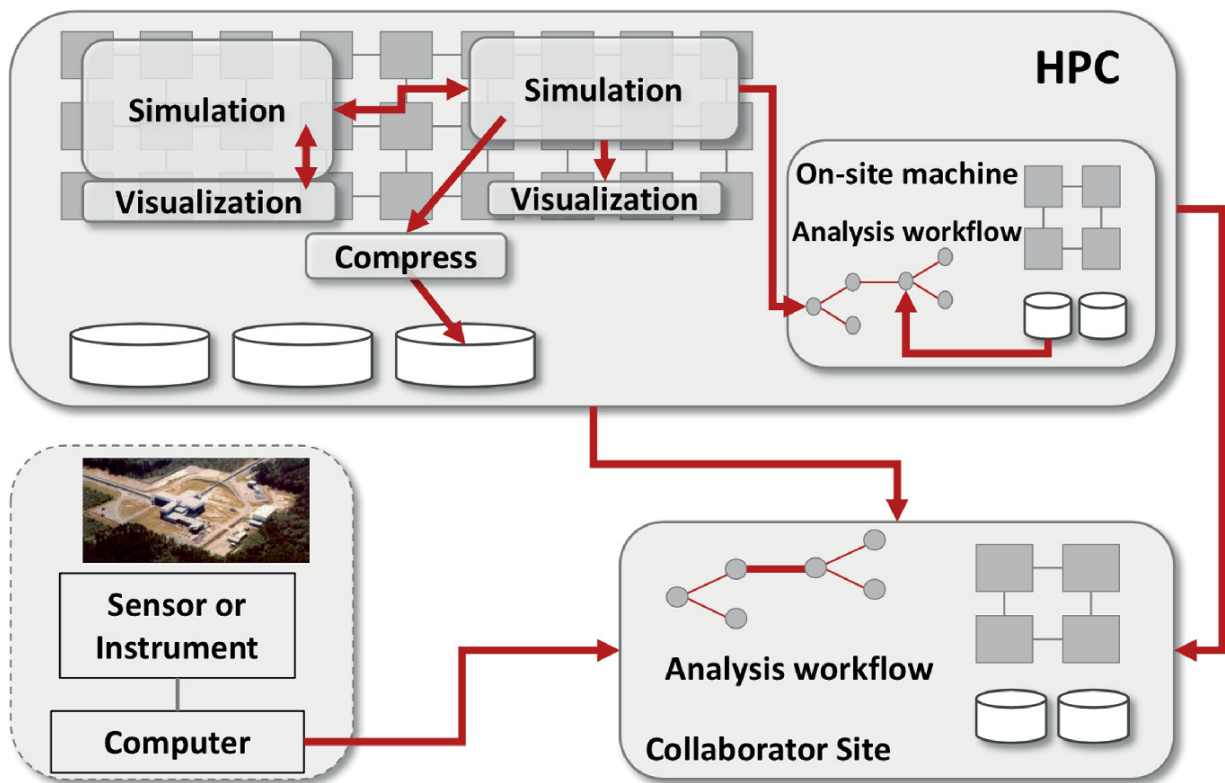 HPC
Simulation
Simulation
Visualization
Visualization
Compress
On-site machine
Analysis workflow
Sensor or
Instrument
Computer
Analysis workflow
Collaborator Site